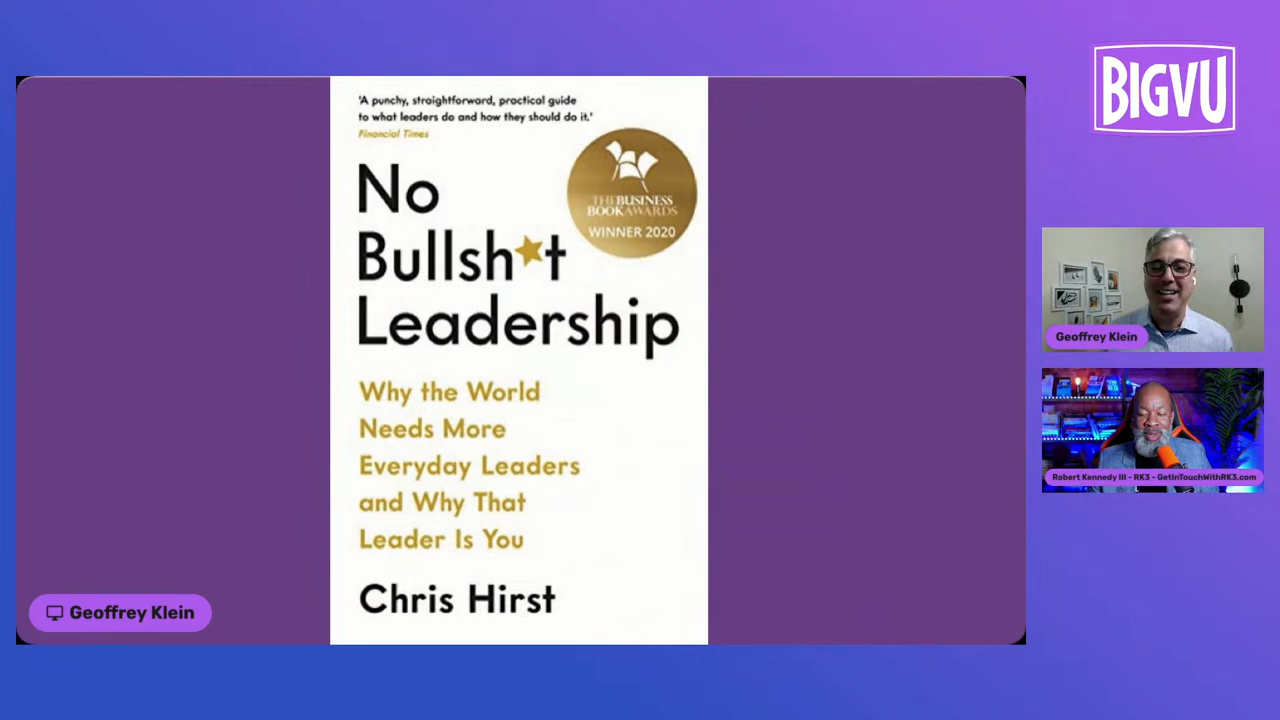 'A punchy, straightforward, practical guide
to what leaders do and how they should do it.'
Financial Times
No
Bullsh★t
Leadership
THE BUSINESS
BOOK AWARDS
WINNER 2020
Why the World
Needs More
Everyday Leaders
and Why That
Leader Is You
Chris Hirst
Geoffrey Klein
BIGVU
Geoffrey Klein
Robert Kennedy III - RK3 - GetInTouchWithRK3.com